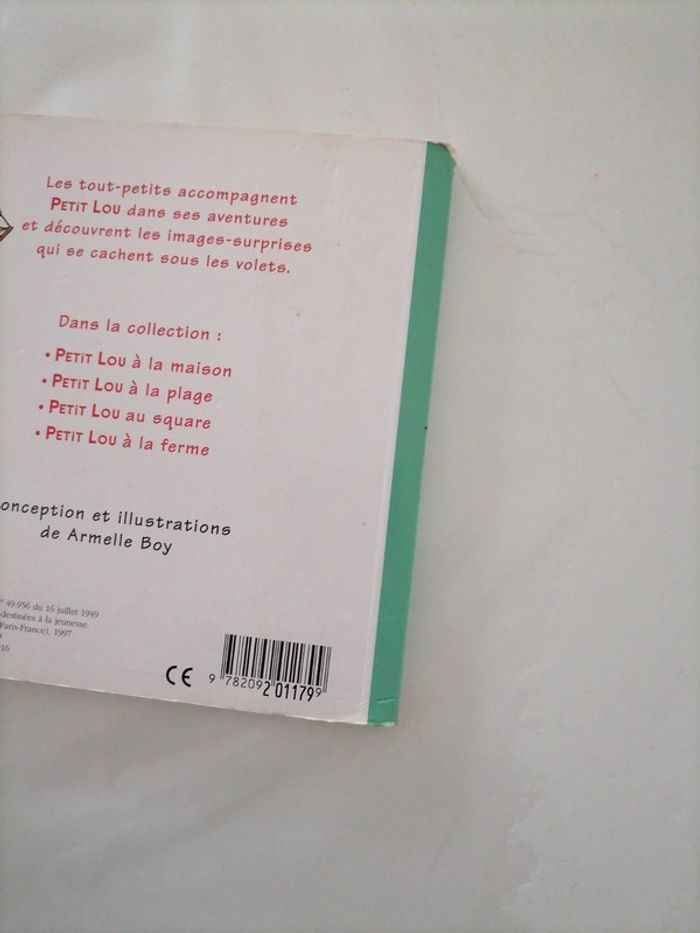 Les tout-petits accompagnent
PETIT LOU dans ses aventures
et découvrent les images-surprises
qui se cachent sous les volets.
Dans la collection :
• PETIT LOU à la maison
• PETIT LOU à la plage
• PETIT LOU au square
• PETIT LOU à la ferme
onception et illustrations
de Armelle Boy
49.956 du 16 juillet 1949
destinées à la jeunesse.
Paris-France), 1997
16
CE
9 782092 011799